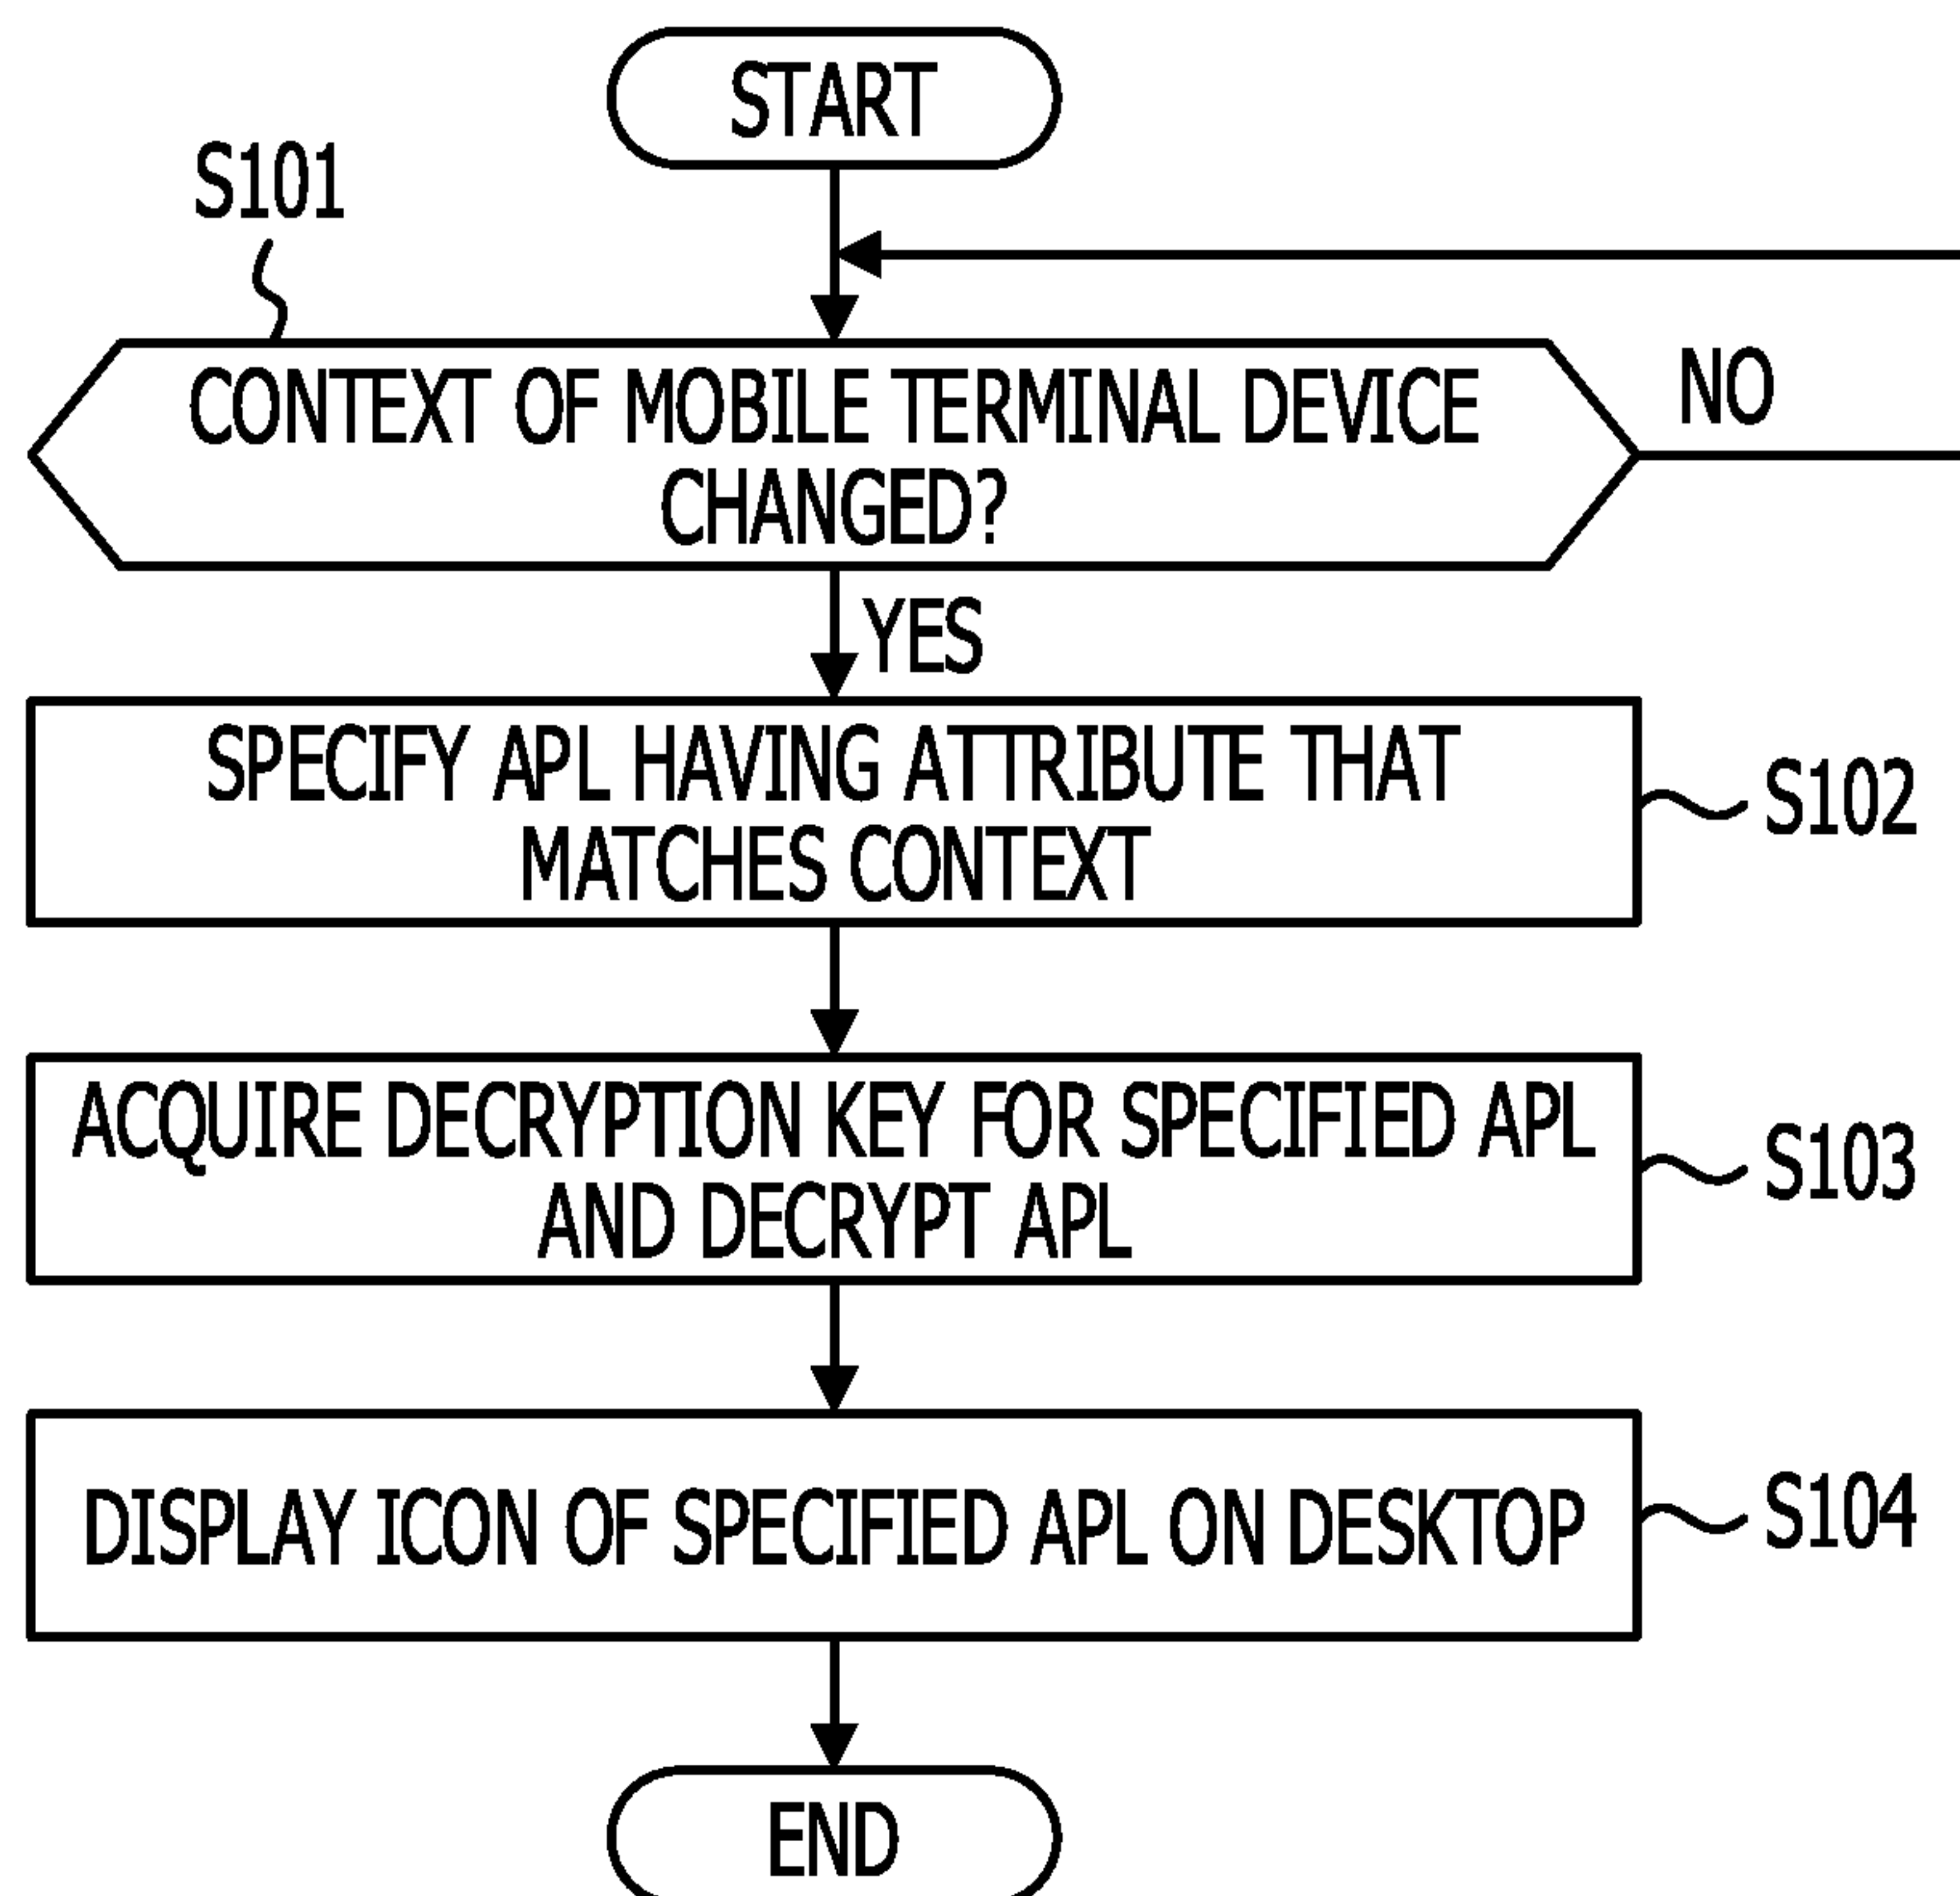 START
S101
CONTEXT OF MOBILE TERMINAL DEVICE
CHANGED?
NO
YES
SPECIFY APL HAVING ATTRIBUTE THAT
MATCHES CONTEXT
S102
ACQUIRE DECRYPTION KEY FOR SPECIFIED APL
AND DECRYPT APL
S103
DISPLAY ICON OF SPECIFIED APL ON DESKTOP
S104
END